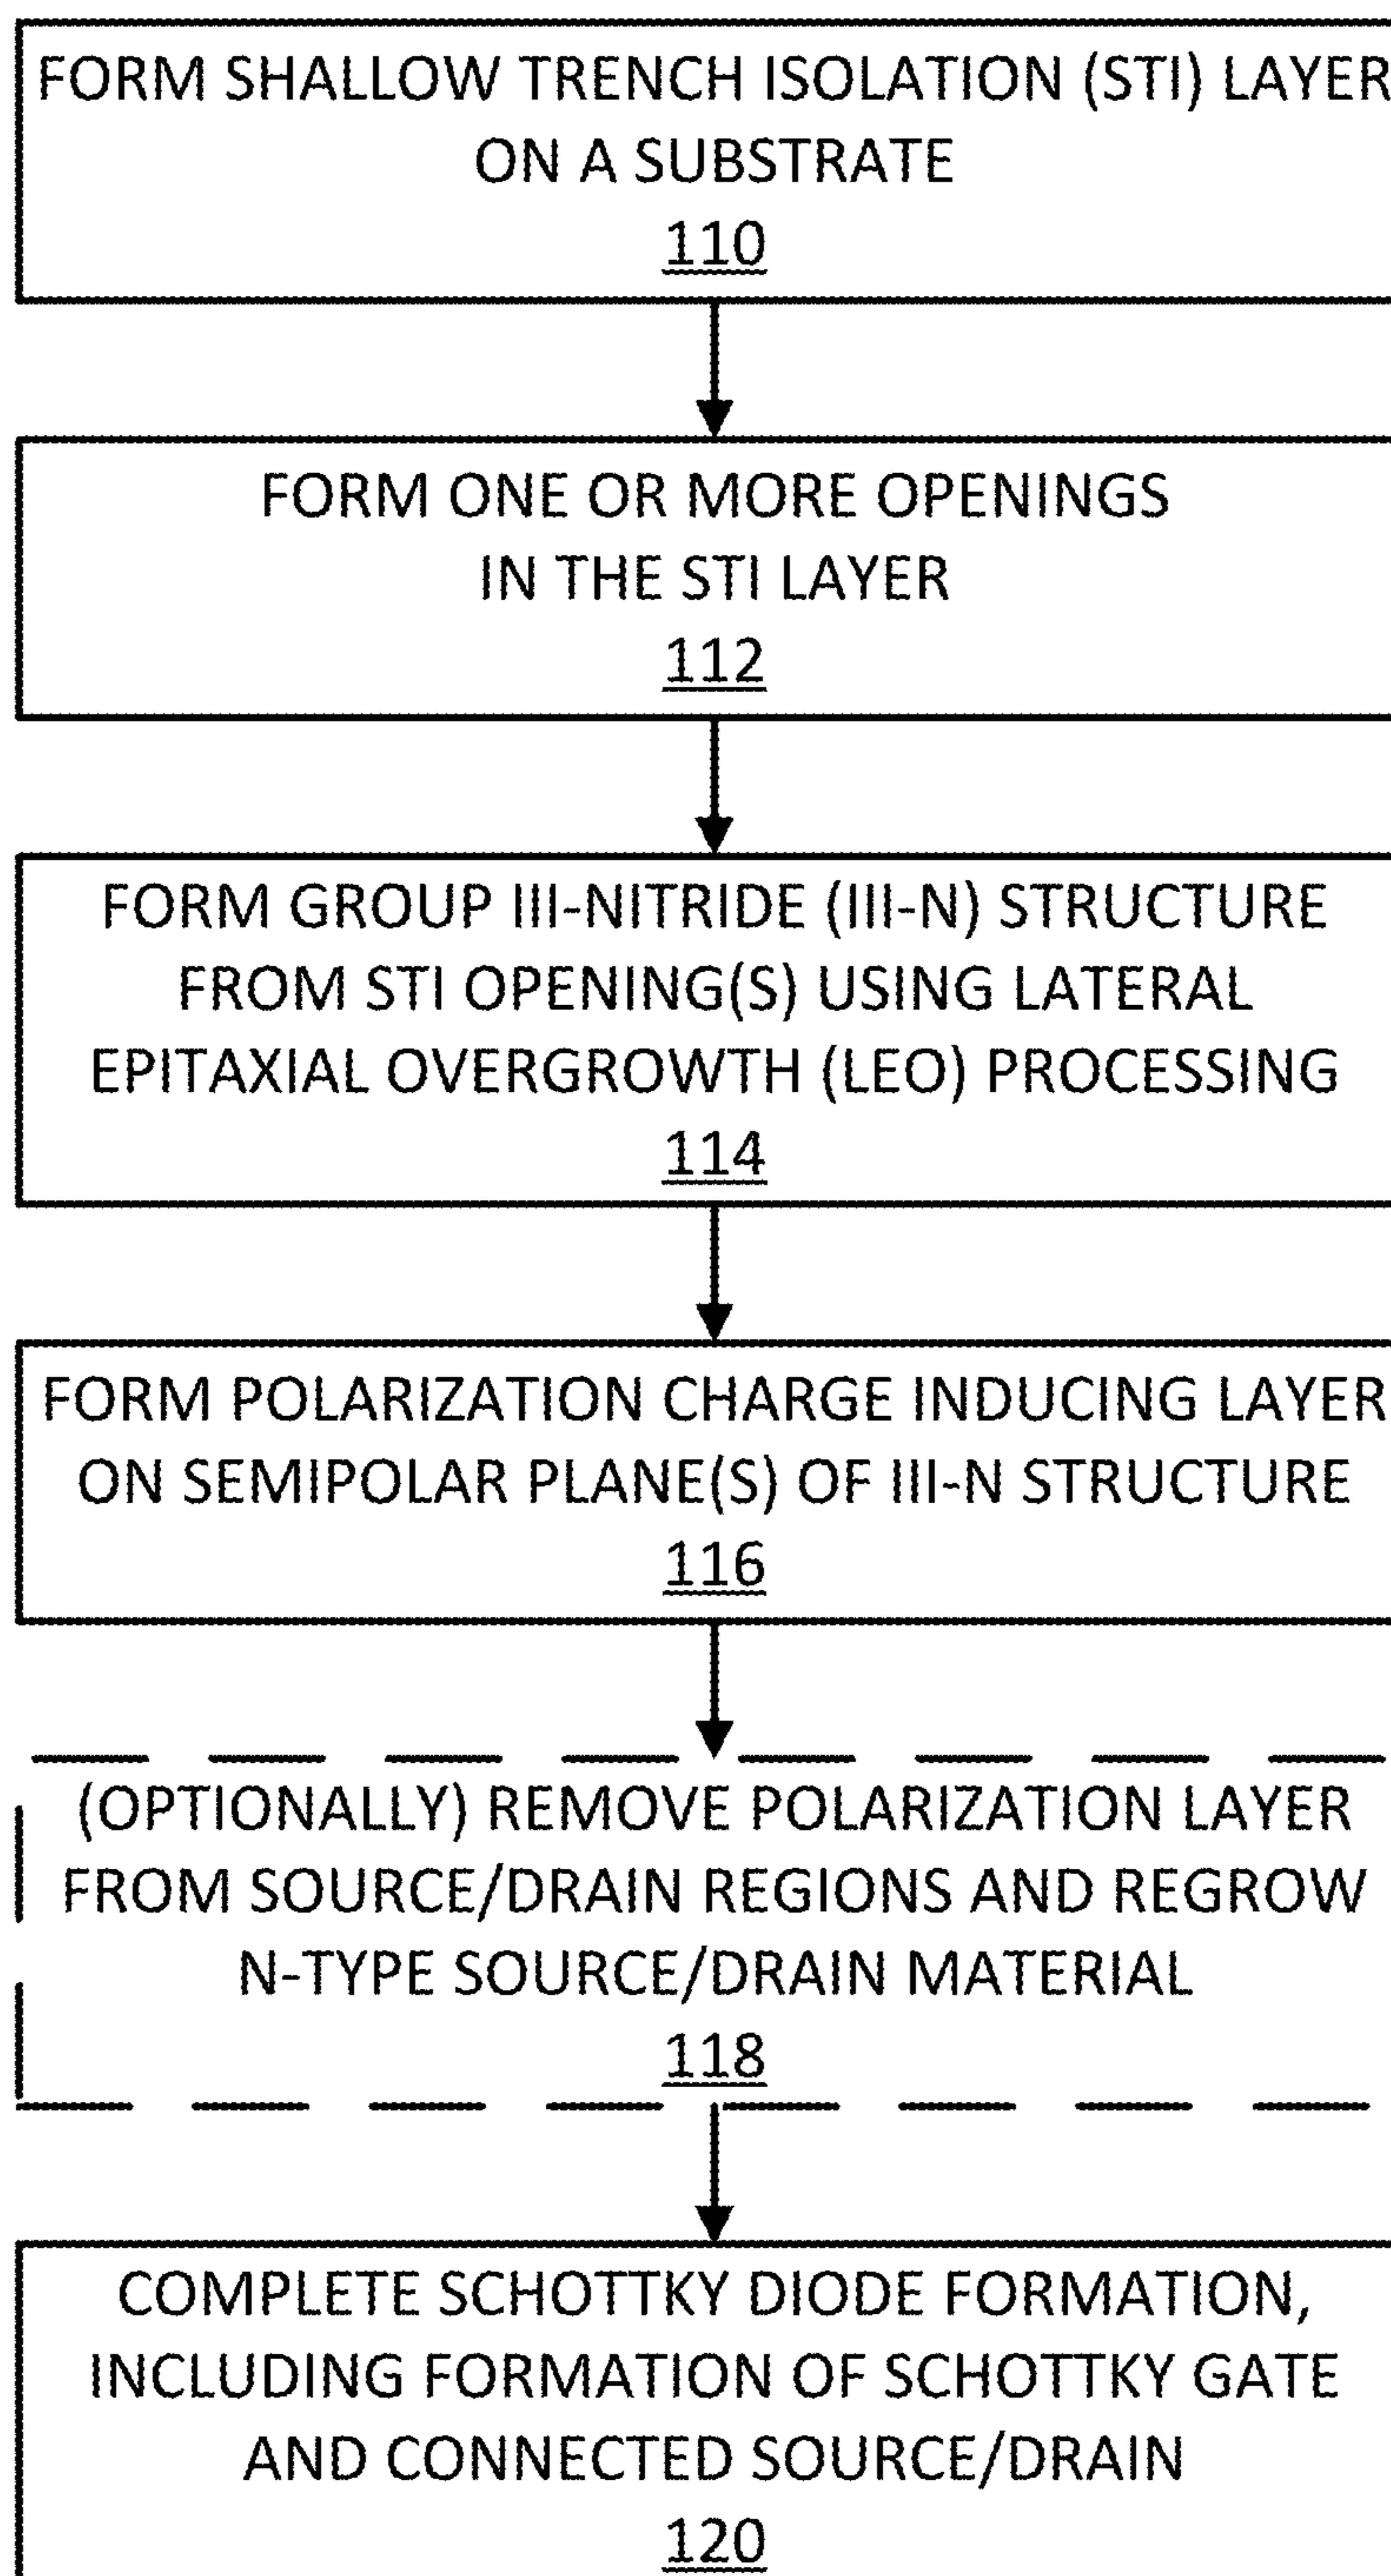 FORM SHALLOW TRENCH ISOLATION (STI) LAYER
ON A SUBSTRATE
110
FORM ONE OR MORE OPENINGS
IN THE STI LAYER
112
FORM GROUP III-NITRIDE (III-N) STRUCTURE
FROM STI OPENING(S) USING LATERAL
EPITAXIAL OVERGROWTH (LEO) PROCESSING
114
FORM POLARIZATION CHARGE INDUCING LAYER
ON SEMIPOLAR PLANE(S) OF III-N STRUCTURE
116
(OPTIONALLY) REMOVE POLARIZATION LAYER
FROM SOURCE/DRAIN REGIONS AND REGROW
N-TYPE SOURCE/DRAIN MATERIAL
118
COMPLETE SCHOTTKY DIODE FORMATION,
INCLUDING FORMATION OF SCHOTTKY GATE
AND CONNECTED SOURCE/DRAIN
120